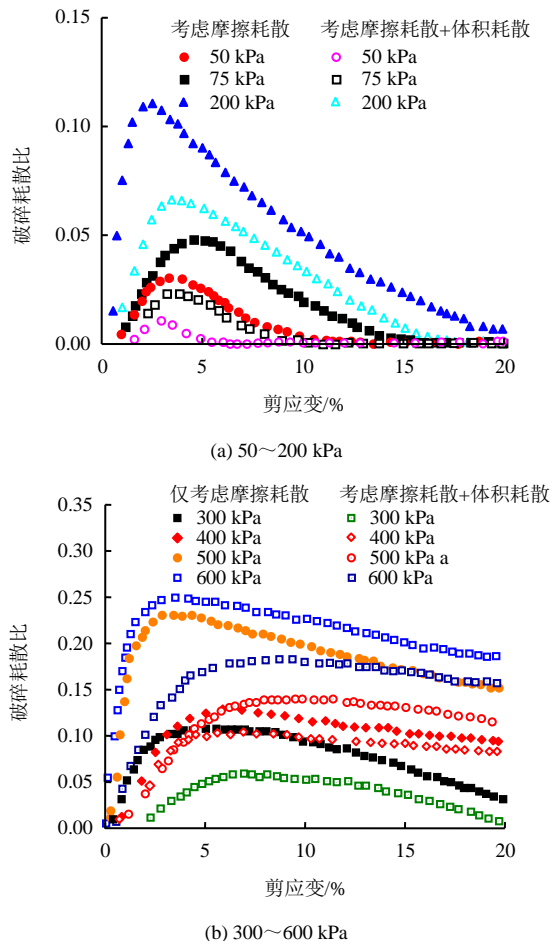 0.15
考虑摩擦耗散 考虑摩擦耗散+体积耗散
50 kPa 50 kPa
75 kPa 75 kPa
200 kPa 200 kPa
0.10
破碎耗散比
0.05
0.00
0 5 10 15 20
剪应变/%
(a) 50～200 kPa
0.35
仅考虑摩擦耗散 考虑摩擦耗散+体积耗散
300 kPa 300 kPa
0.30
400 kPa 400 kPa
500 kPa 500 kPa a
0.25
600 kPa 600 kPa
0.20
破碎耗散比
0.15
0.10
0.05
0.00
0 5 10 15 20
剪应变/%
(b) 300～600 kPa